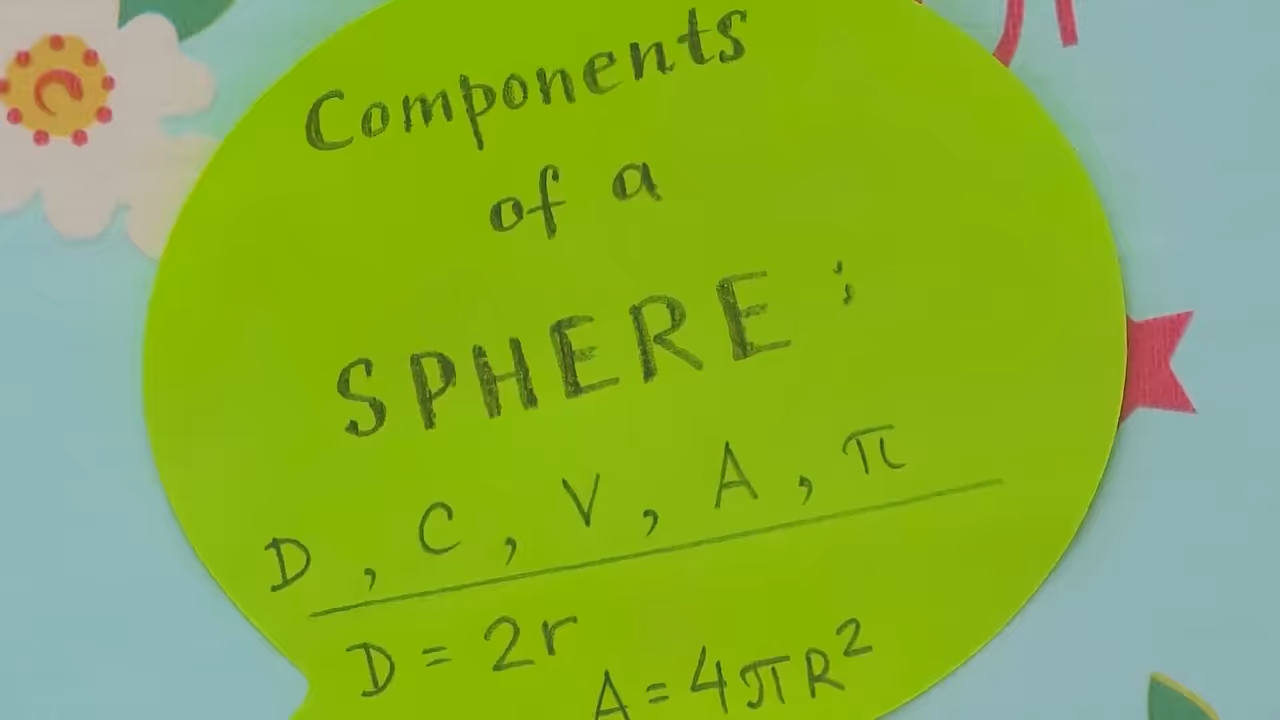 Components
of a
SPHERE :
D , C , V , A , π
D = 2r
A = 4πR²